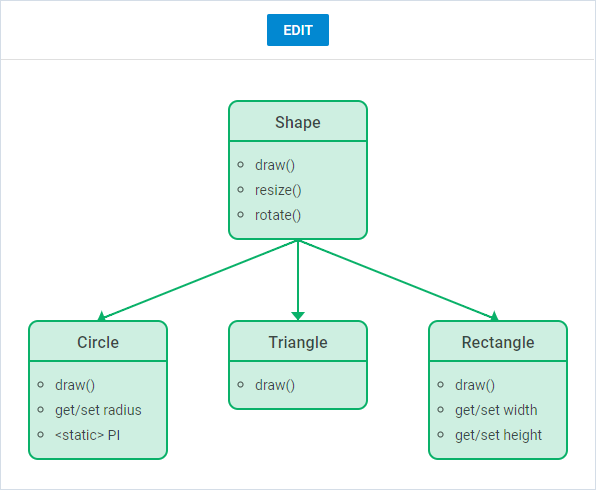 EDIT
Shape
draw()
resize()
rotate()
Circle
draw()
get/set radius
<static> PI
Triangle
draw()
Rectangle
draw()
get/set width
get/set height